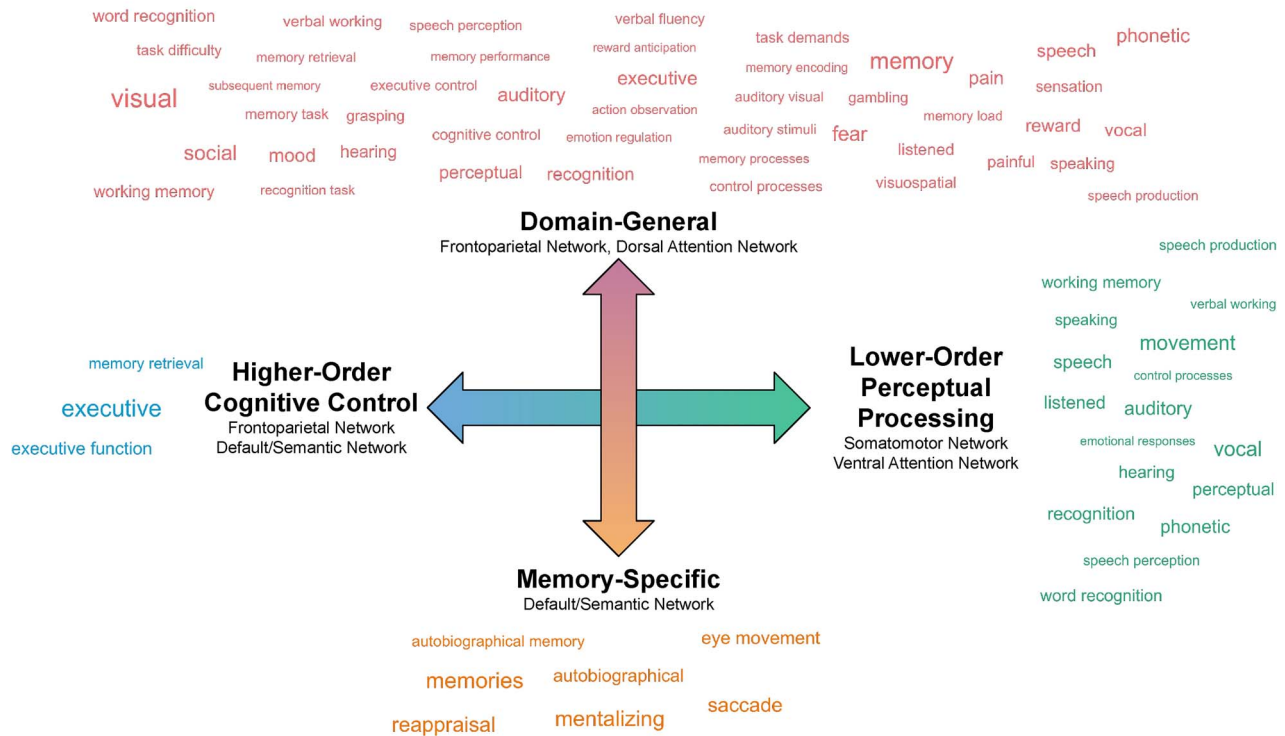 word recognition
verbal working
speech perception
verbal fluency
task demands
phonetic
task difficulty
memory retrieval
memory performance
reward anticipation
memory encoding
memory
speech
visual
subsequent memory
executive control
auditory
executive
auditory visual
gambling
pain
sensation
memory task
grasping
action observation
memory load
social
mood
hearing
cognitive control
emotion regulation
auditory stimuli
fear
listened
reward
vocal
working memory
recognition task
perceptual
recognition
memory processes
control processes
visuospatial
painful
speaking
speech production
Domain-General
Frontoparietal Network, Dorsal Attention Network
memory retrieval
executive
executive function
Higher-Order
Cognitive Control
Frontoparietal Network
Default/Semantic Network
Lower-Order
Perceptual
Processing
Somatomotor Network
Ventral Attention Network
speech production
working memory
verbal working
speaking
movement
speech
control processes
listened
auditory
emotional responses
vocal
hearing
perceptual
recognition
phonetic
speech perception
word recognition
Memory-Specific
Default/Semantic Network
autobiographical memory
eye movement
memories
autobiographical
saccade
reappraisal
mentalizing